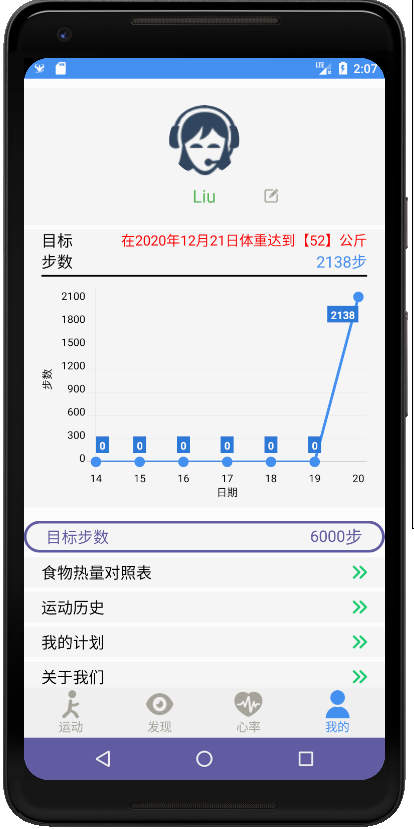 LTE 2:07
Liu
目标 在2020年12月21日体重达到【52】公斤
步数 2138步
2100
1800
1500
1200
900
600
300
0
步数
2138
0 0 0 0 0 0
14 15 16 17 18 19 20
日期
目标步数 6000步
食物热量对照表
运动历史
我的计划
关于我们
运动 发现 心率 我的